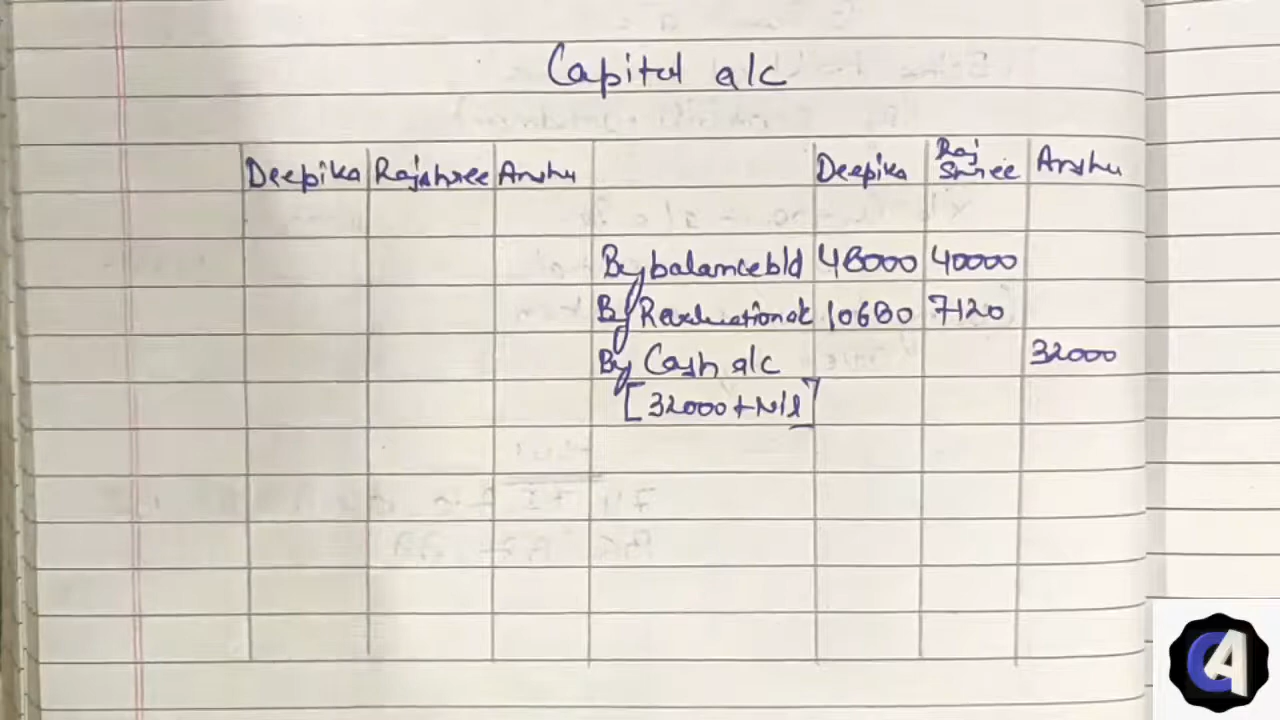 Capital a/c
Deepika Rajshree Anshu Deepika Raj Shree Anshu
By balance b/d 48000 40000
By Revaluation a/c 10680 7120
By Cash a/c 32000
[32000 + Nil]
CA